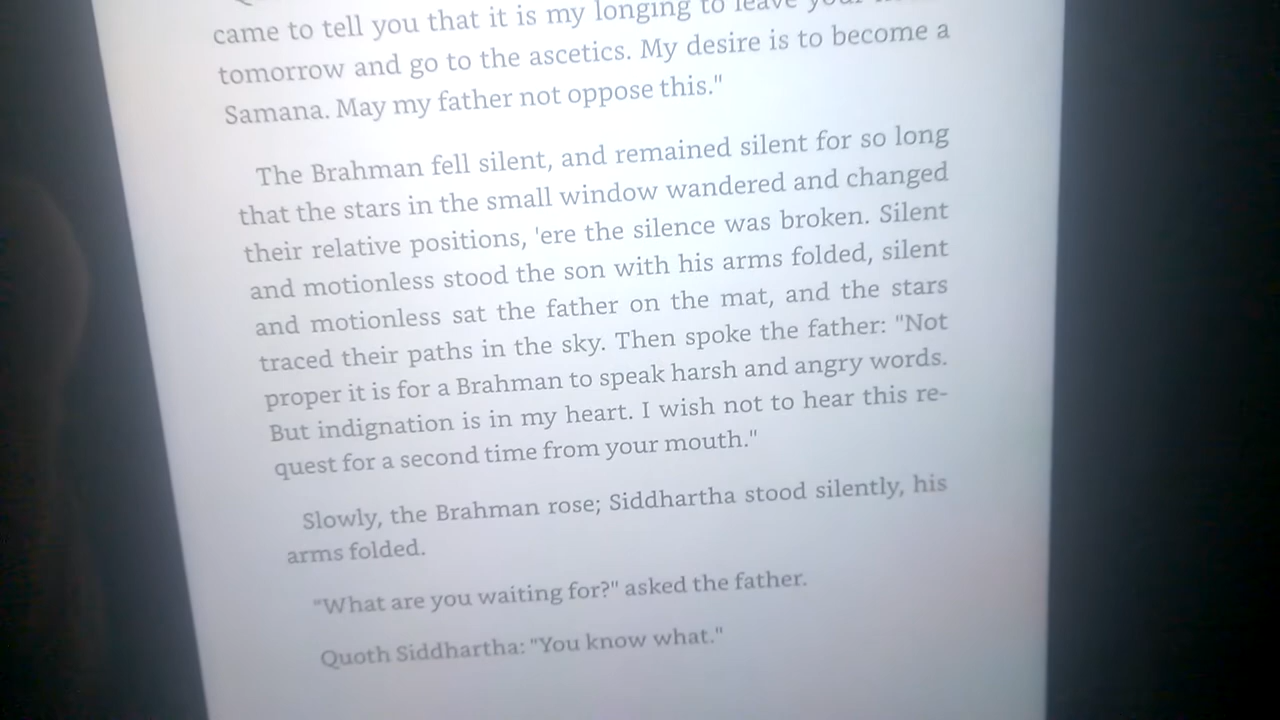 came to tell you that it is my longing to leave your
tomorrow and go to the ascetics. My desire is to become a
Samana. May my father not oppose this."
The Brahman fell silent, and remained silent for so long
that the stars in the small window wandered and changed
their relative positions, 'ere the silence was broken. Silent
and motionless stood the son with his arms folded, silent
and motionless sat the father on the mat, and the stars
traced their paths in the sky. Then spoke the father: "Not
proper it is for a Brahman to speak harsh and angry words.
But indignation is in my heart. I wish not to hear this re-
quest for a second time from your mouth."
Slowly, the Brahman rose; Siddhartha stood silently, his
arms folded.
"What are you waiting for?" asked the father.
Quoth Siddhartha: "You know what."